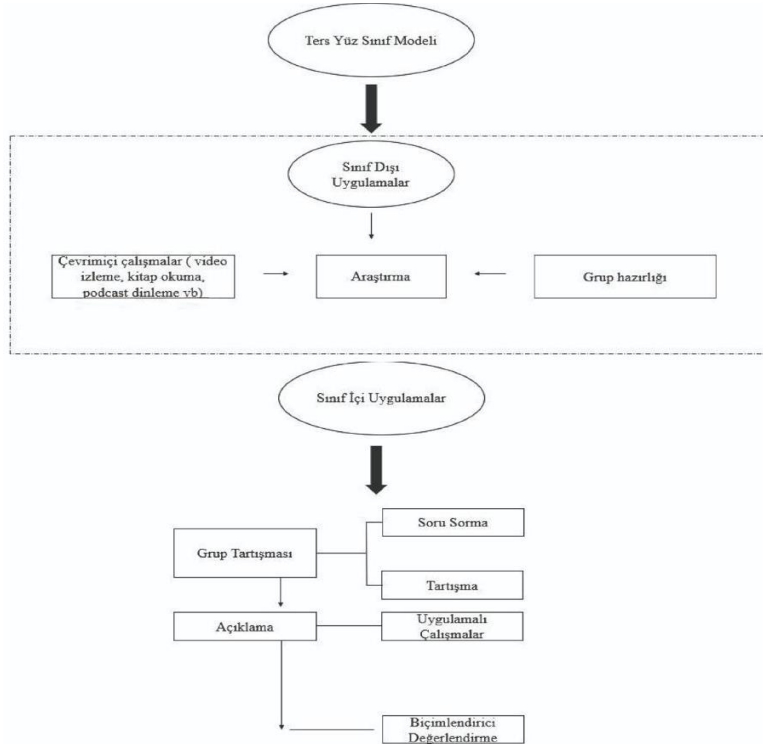 Ters Yüz Sınıf Modeli
Sınıf Dışı
Uygulamalar
Çevrimiçi çalışmalar ( video
izleme, kitap okuma,
podcast dinleme vb)
Araştırma
Grup hazırlığı
Sınıf İçi Uygulamalar
Soru Sorma
Grup Tartışması
Tartışma
Açıklama
Uygulamalı
Çalışmalar
Biçimlendirici
Değerlendirme